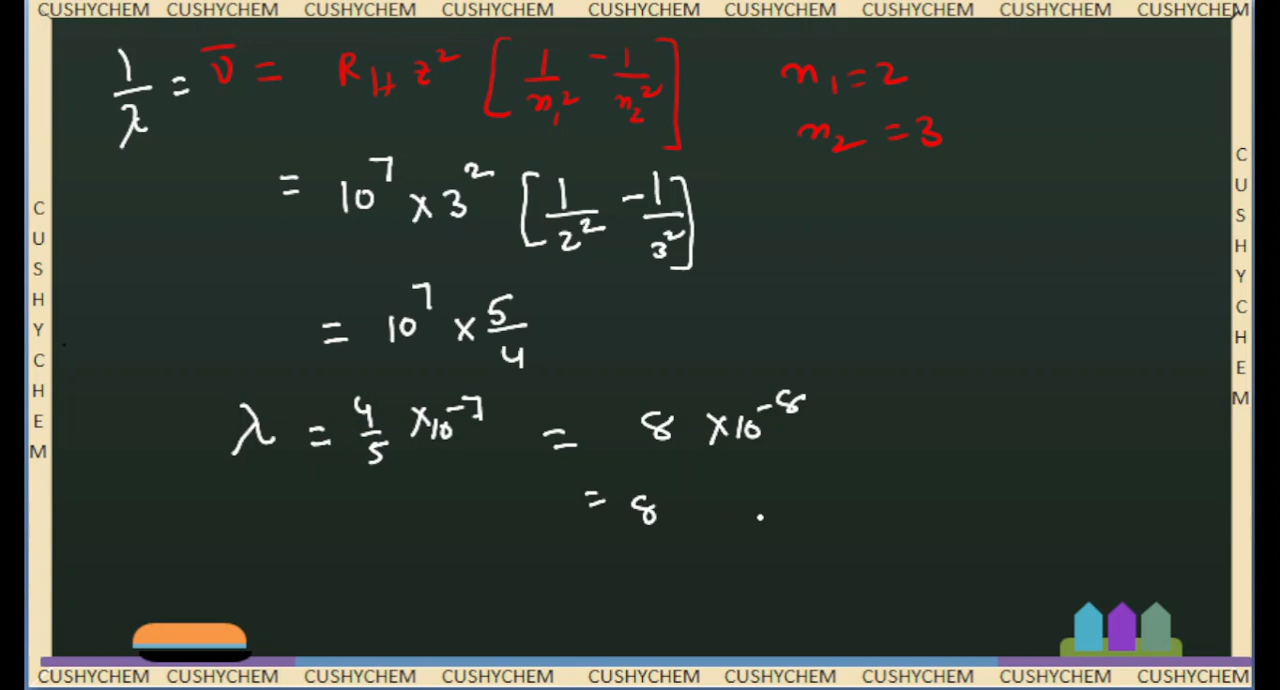 CUSHYCHEM CUSHYCHEM CUSHYCHEM CUSHYCHEM CUSHYCHEM CUSHYCHEM CUSHYCHEM CUSHYCHEM CUSHYCHEM
1/λ = ν̅ = R_H z² [1/n₁² - 1/n₂²] n₁ = 2
n₂ = 3
= 10⁷ × 3² [1/2² - 1/3²]
= 10⁷ × 5/4
λ = 4/5 × 10⁻⁷ = 8 × 10⁻⁸
= 8 .
CUSHYCHEM
CUSHYCHEM
CUSHYCHEM CUSHYCHEM CUSHYCHEM CUSHYCHEM CUSHYCHEM CUSHYCHEM CUSHYCHEM CUSHYCHEM CUSHYCHEM